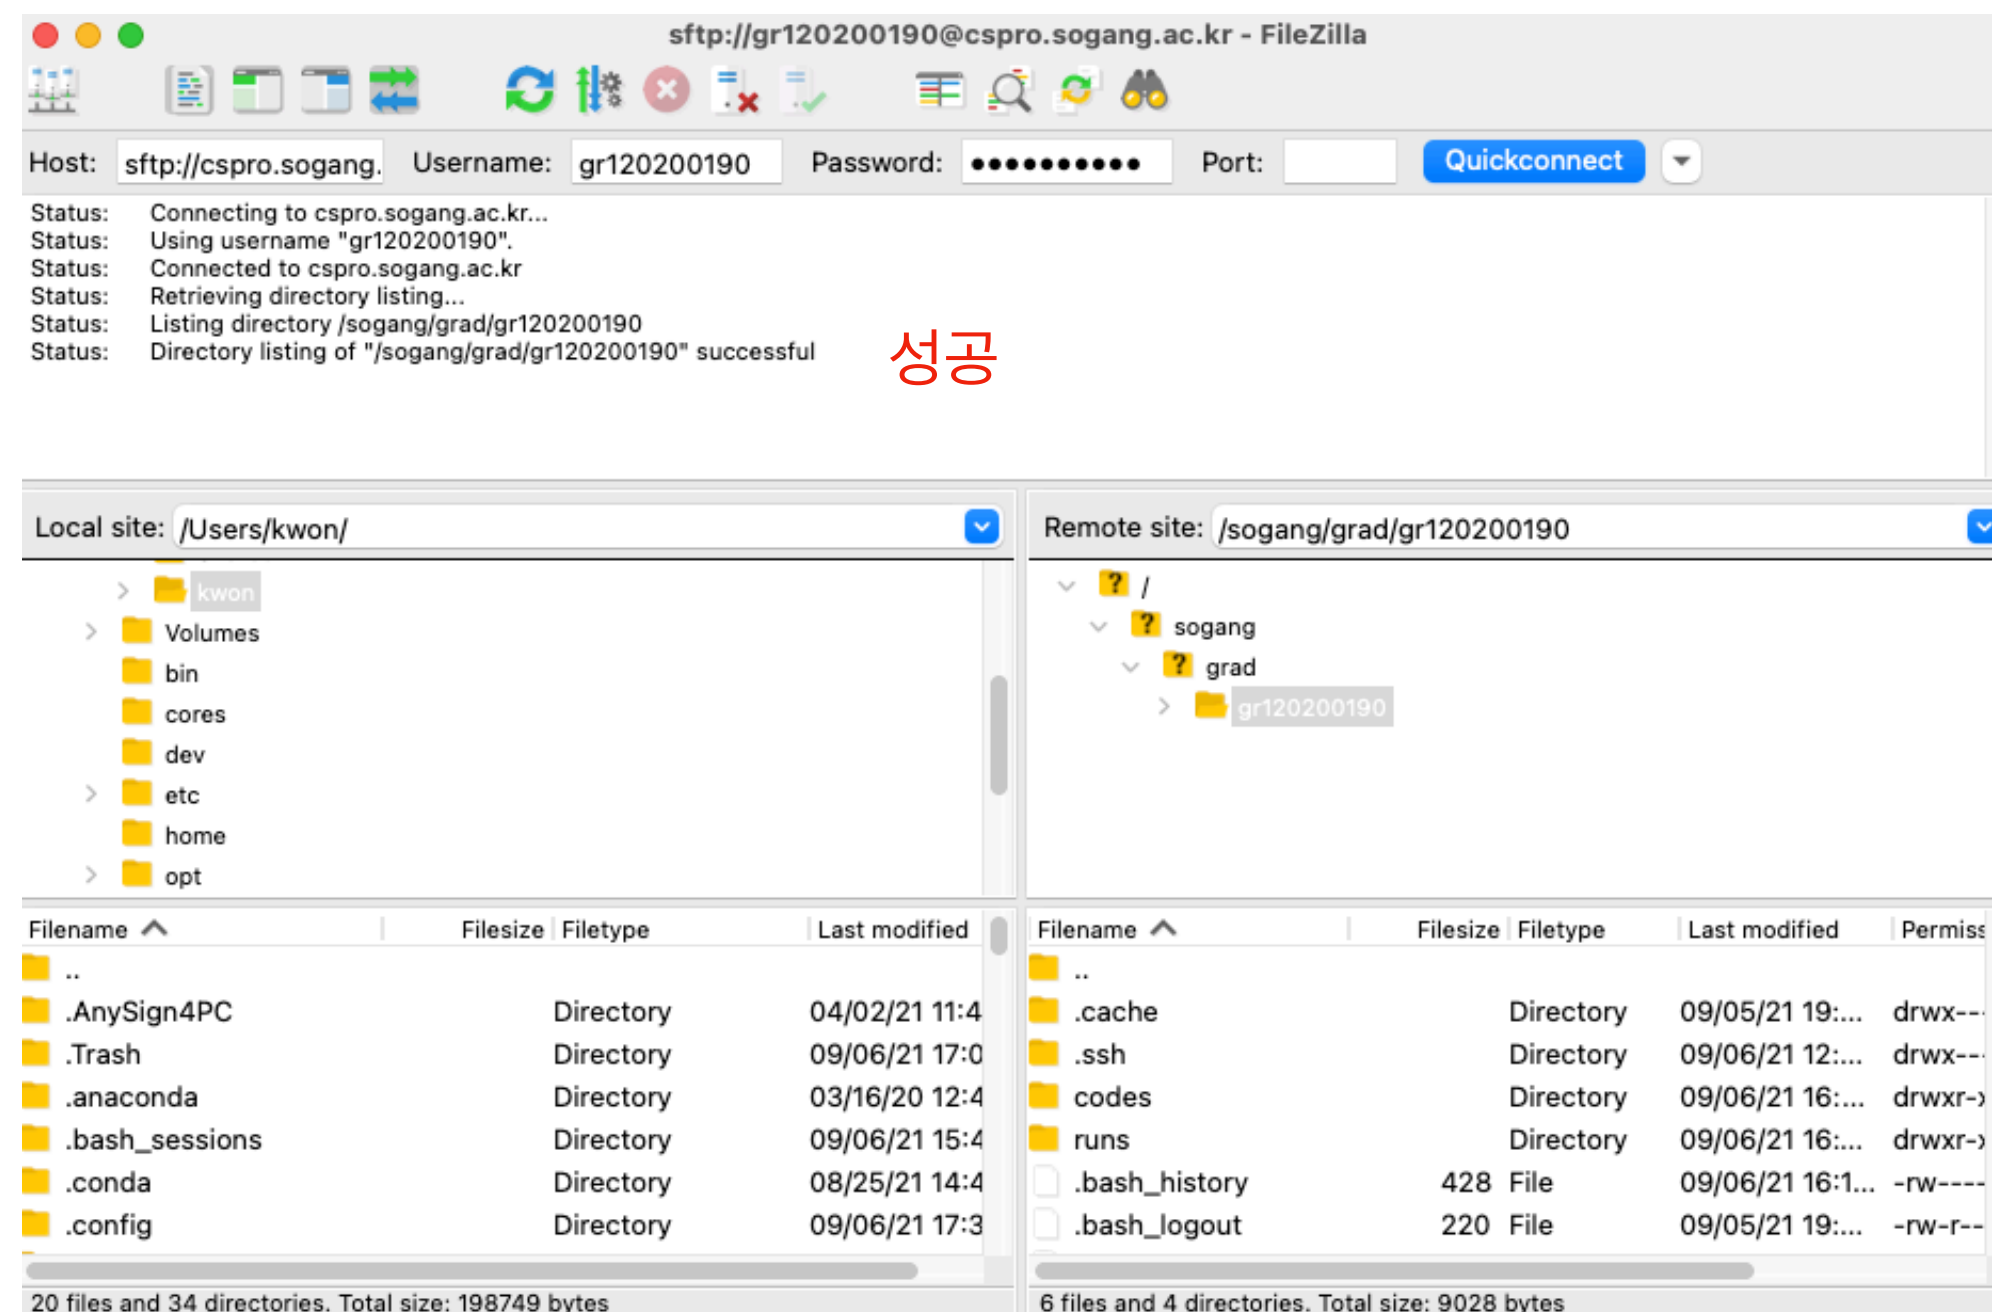 sftp://gr120200190@cspro.sogang.ac.kr - FileZilla
Host: sftp://cspro.sogang. Username: gr120200190 Password: ●●●●●●●●●● Port: Quickconnect
Status: Connecting to cspro.sogang.ac.kr...
Status: Using username "gr120200190".
Status: Connected to cspro.sogang.ac.kr
Status: Retrieving directory listing...
Status: Listing directory /sogang/grad/gr120200190
Status: Directory listing of "/sogang/grad/gr120200190" successful
성공
Local site: /Users/kwon/
kwon
Volumes
bin
cores
dev
etc
home
opt
Remote site: /sogang/grad/gr120200190
? /
? sogang
? grad
gr120200190
Filename Filesize Filetype Last modified
..
.AnySign4PC Directory 04/02/21 11:4
.Trash Directory 09/06/21 17:0
.anaconda Directory 03/16/20 12:4
.bash_sessions Directory 09/06/21 15:4
.conda Directory 08/25/21 14:4
.config Directory 09/06/21 17:3
20 files and 34 directories. Total size: 198749 bytes
Filename Filesize Filetype Last modified Permiss
..
.cache Directory 09/05/21 19:... drwx--
.ssh Directory 09/06/21 12:... drwx--
codes Directory 09/06/21 16:... drwxr-x
runs Directory 09/06/21 16:... drwxr-x
.bash_history 428 File 09/06/21 16:1... -rw----
.bash_logout 220 File 09/05/21 19:... -rw-r--
6 files and 4 directories. Total size: 9028 bytes